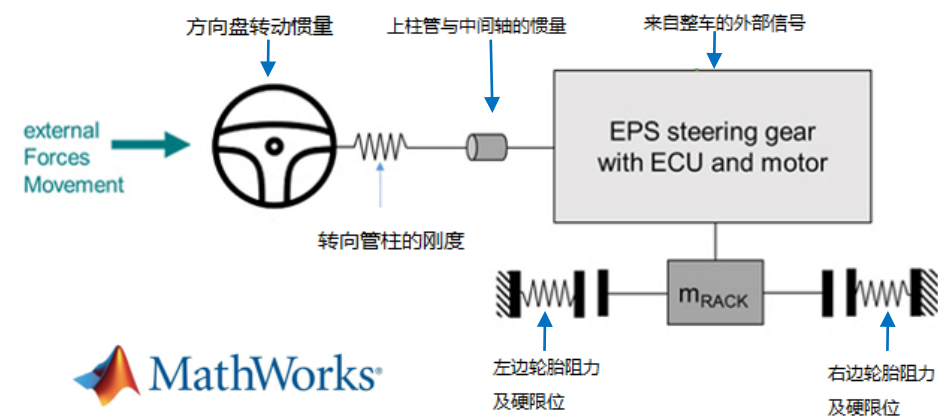 方向盘转动惯量
上柱管与中间轴的惯量
来自整车的外部信号
external
Forces
Movement
EPS steering gear
with ECU and motor
转向管柱的刚度
mRACK
左边轮胎阻力
及硬限位
右边轮胎阻力
及硬限位
MathWorks®